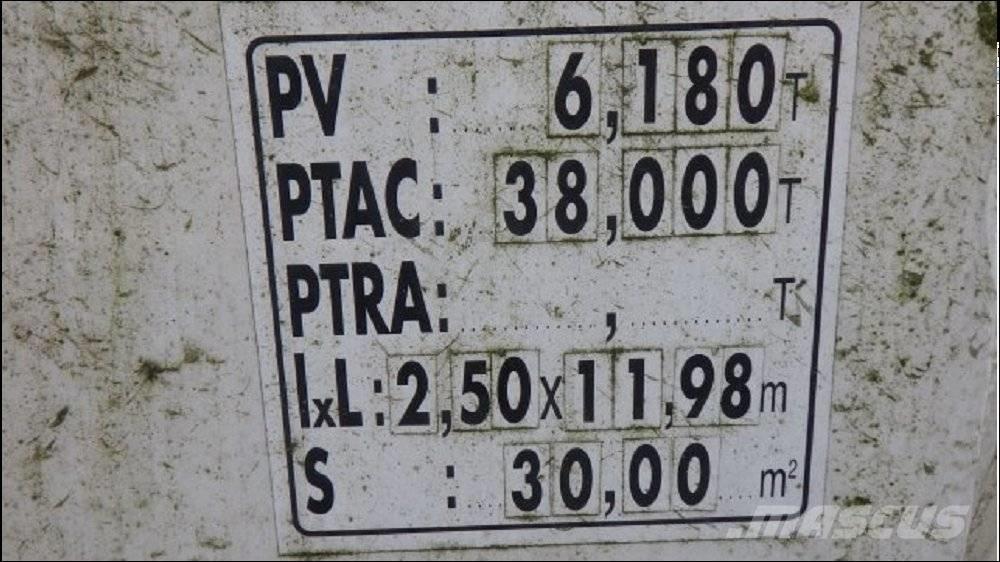 PV : 6,180 T
PTAC : 38,000 T
PTRA : , T
lxL : 2,50 x 11,98 m
S : 30,00 m²
MASCUS